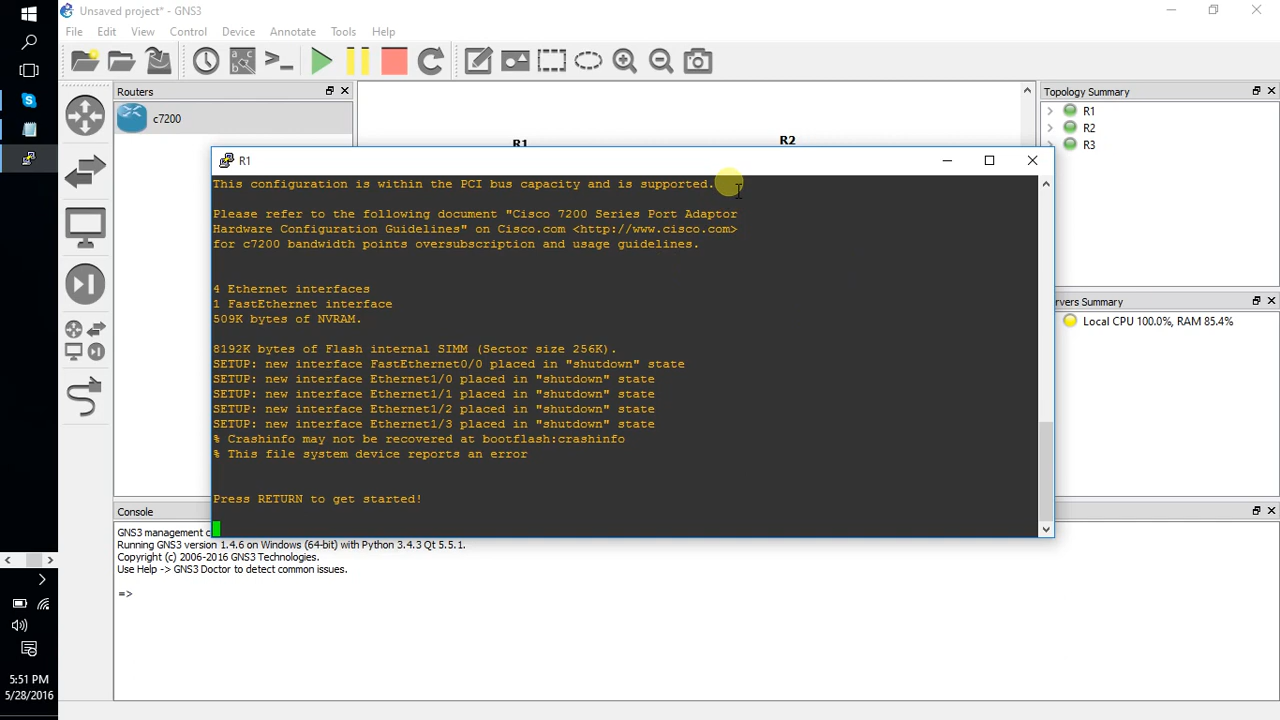 Unsaved project* - GNS3
File Edit View Control Device Annotate Tools Help
Routers
c7200
R1
R2
Topology Summary
R1
R2
R3
R1
This configuration is within the PCI bus capacity and is supported.
Please refer to the following document "Cisco 7200 Series Port Adaptor
Hardware Configuration Guidelines" on Cisco.com <http://www.cisco.com>
for c7200 bandwidth points oversubscription and usage guidelines.
4 Ethernet interfaces
1 FastEthernet interface
509K bytes of NVRAM.
8192K bytes of Flash internal SIMM (Sector size 256K).
SETUP: new interface FastEthernet0/0 placed in "shutdown" state
SETUP: new interface Ethernet1/0 placed in "shutdown" state
SETUP: new interface Ethernet1/1 placed in "shutdown" state
SETUP: new interface Ethernet1/2 placed in "shutdown" state
SETUP: new interface Ethernet1/3 placed in "shutdown" state
% Crashinfo may not be recovered at bootflash:crashinfo
% This file system device reports an error
Press RETURN to get started!
ervers Summary
Local CPU 100.0%, RAM 85.4%
Console
GNS3 management c
Running GNS3 version 1.4.6 on Windows (64-bit) with Python 3.4.3 Qt 5.5.1.
Copyright (c) 2006-2016 GNS3 Technologies.
Use Help -> GNS3 Doctor to detect common issues.
=>
5:51 PM
5/28/2016